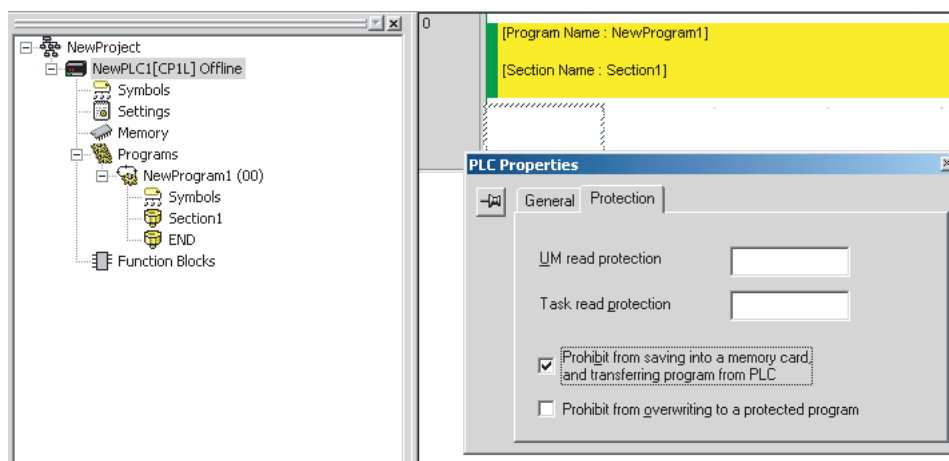 NewProject
NewPLC1[CP1L] Offline
Symbols
Settings
Memory
Programs
NewProgram1 (00)
Symbols
Section1
END
Function Blocks
0
[Program Name : NewProgram1]
[Section Name : Section1]
PLC Properties
General
Protection
UM read protection
Task read protection
Prohibit from saving into a memory card,
and transferring program from PLC
Prohibit from overwriting to a protected program